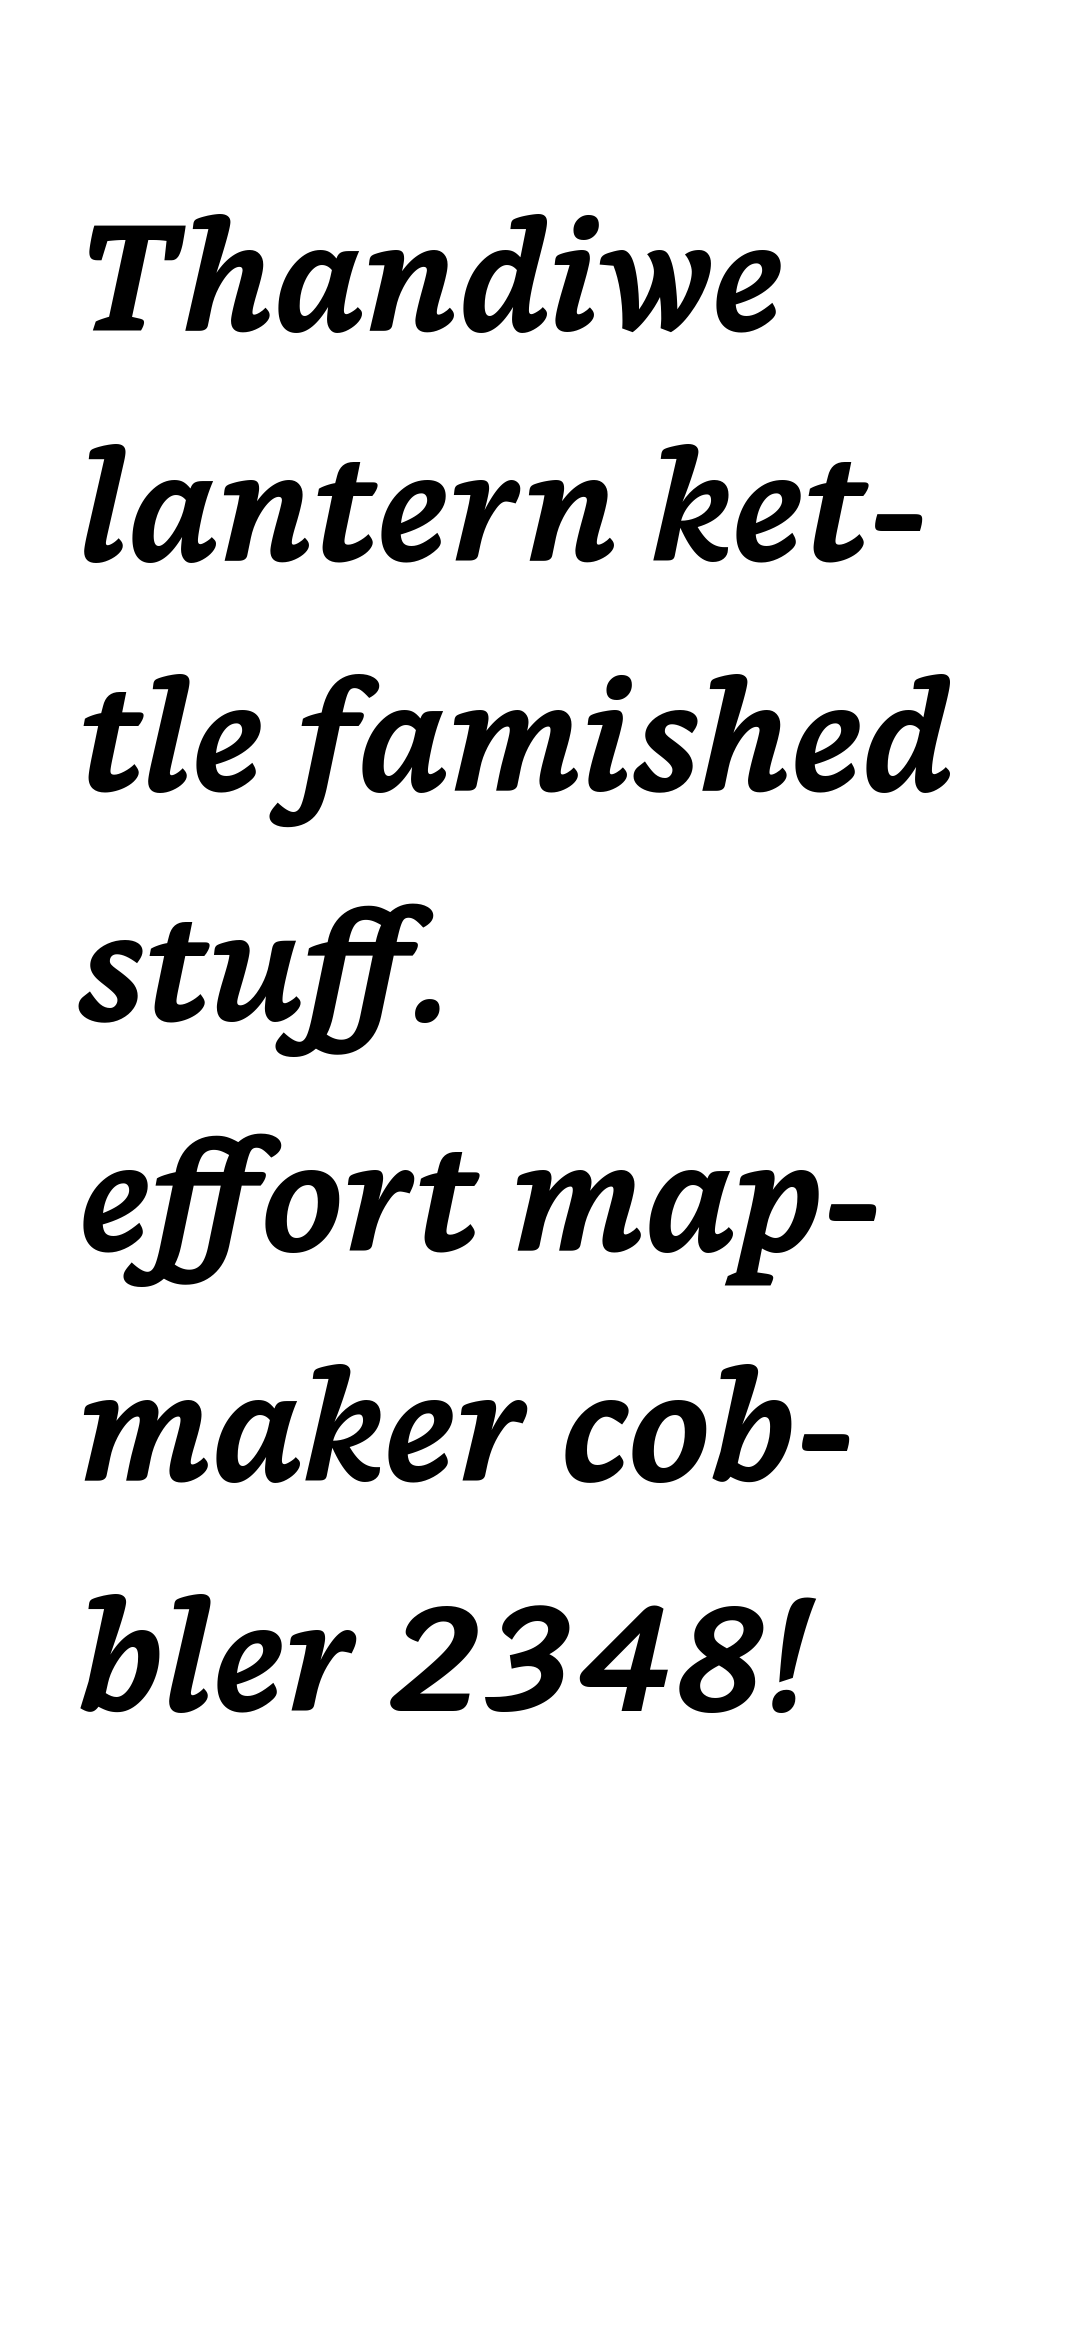 Thandiwe
lantern ket-
tle famished
stuff.
effort map-
maker cob-
bler 2348!